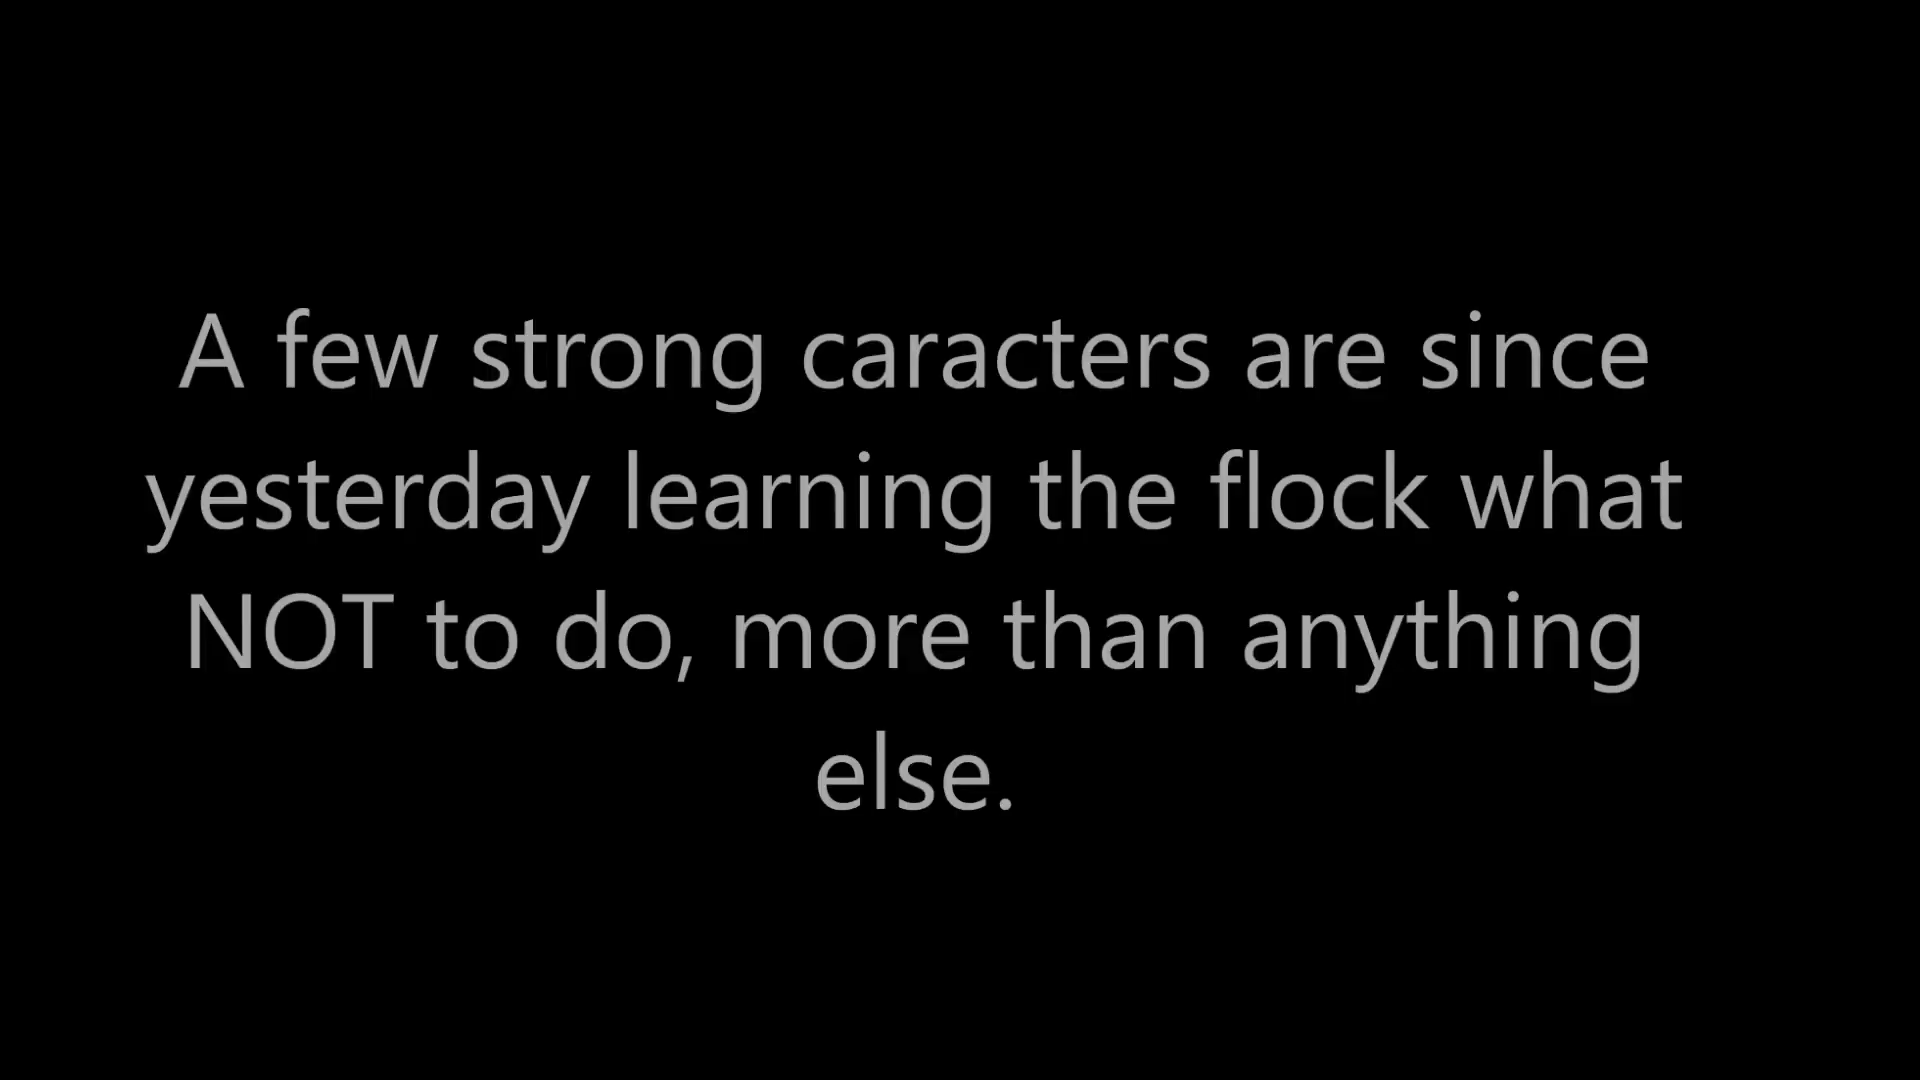 A few strong caracters are since
yesterday learning the flock what
NOT to do, more than anything
else.